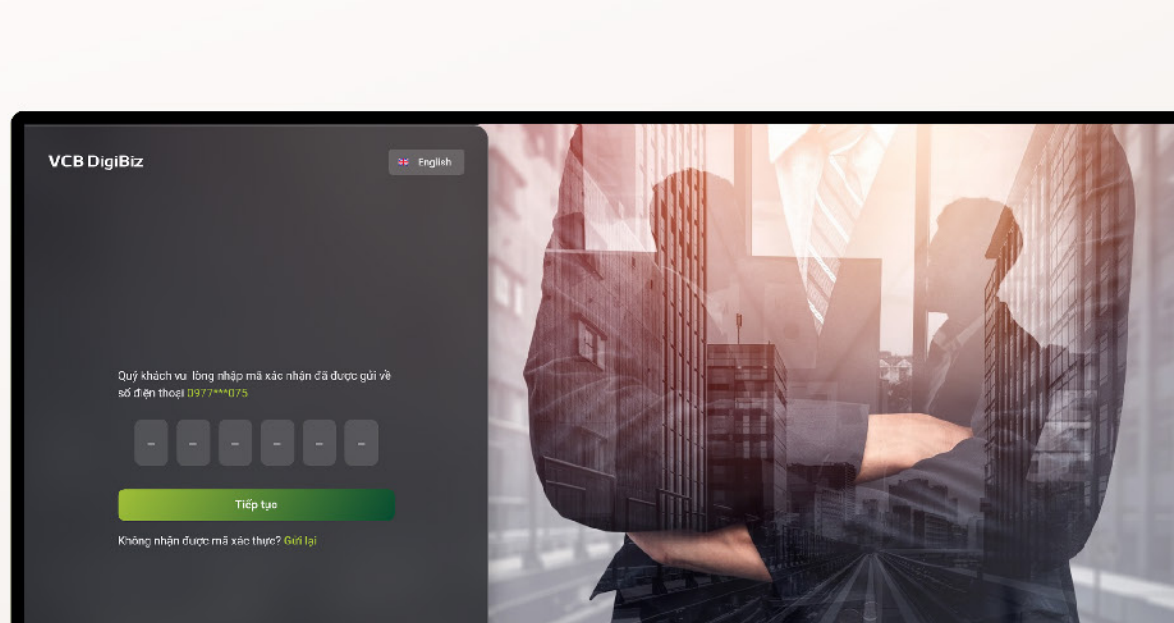 VCB DigiBiz
English
Quý khách vui lòng nhập mã xác nhận đã được gửi về
số điện thoại 0977***075
- - - - - -
Tiếp tục
Không nhận được mã xác thực? Gửi lại